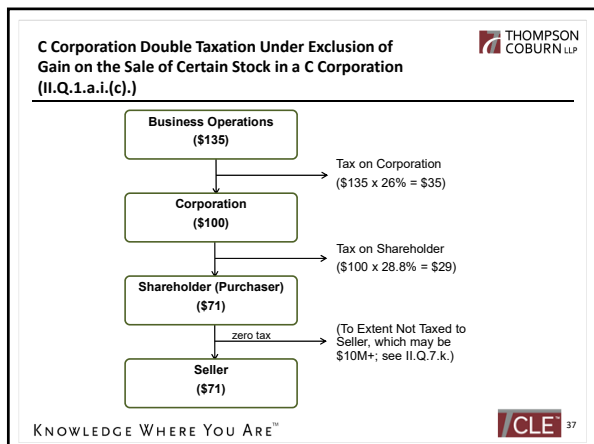 C Corporation Double Taxation Under Exclusion of
Gain on the Sale of Certain Stock in a C Corporation
(II.Q.1.a.i.(c).)
THOMPSON
COBURN LLP
Business Operations
($135)
Tax on Corporation
($135 x 26% = $35)
Corporation
($100)
Tax on Shareholder
($100 x 28.8% = $29)
Shareholder (Purchaser)
($71)
zero tax
(To Extent Not Taxed to
Seller, which may be
$10M+; see II.Q.7.k.)
Seller
($71)
KNOWLEDGE WHERE YOU ARE™
CLE™
37